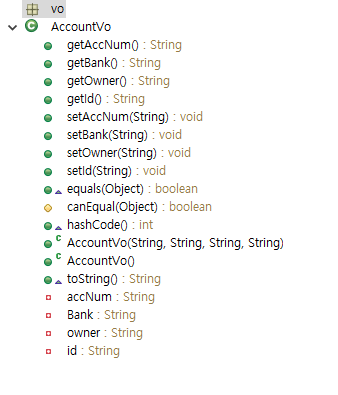 vo
AccountVo
getAccNum() : String
getBank() : String
getOwner() : String
getId() : String
setAccNum(String) : void
setBank(String) : void
setOwner(String) : void
setId(String) : void
equals(Object) : boolean
canEqual(Object) : boolean
hashCode() : int
AccountVo(String, String, String, String)
AccountVo()
toString() : String
accNum : String
Bank : String
owner : String
id : String